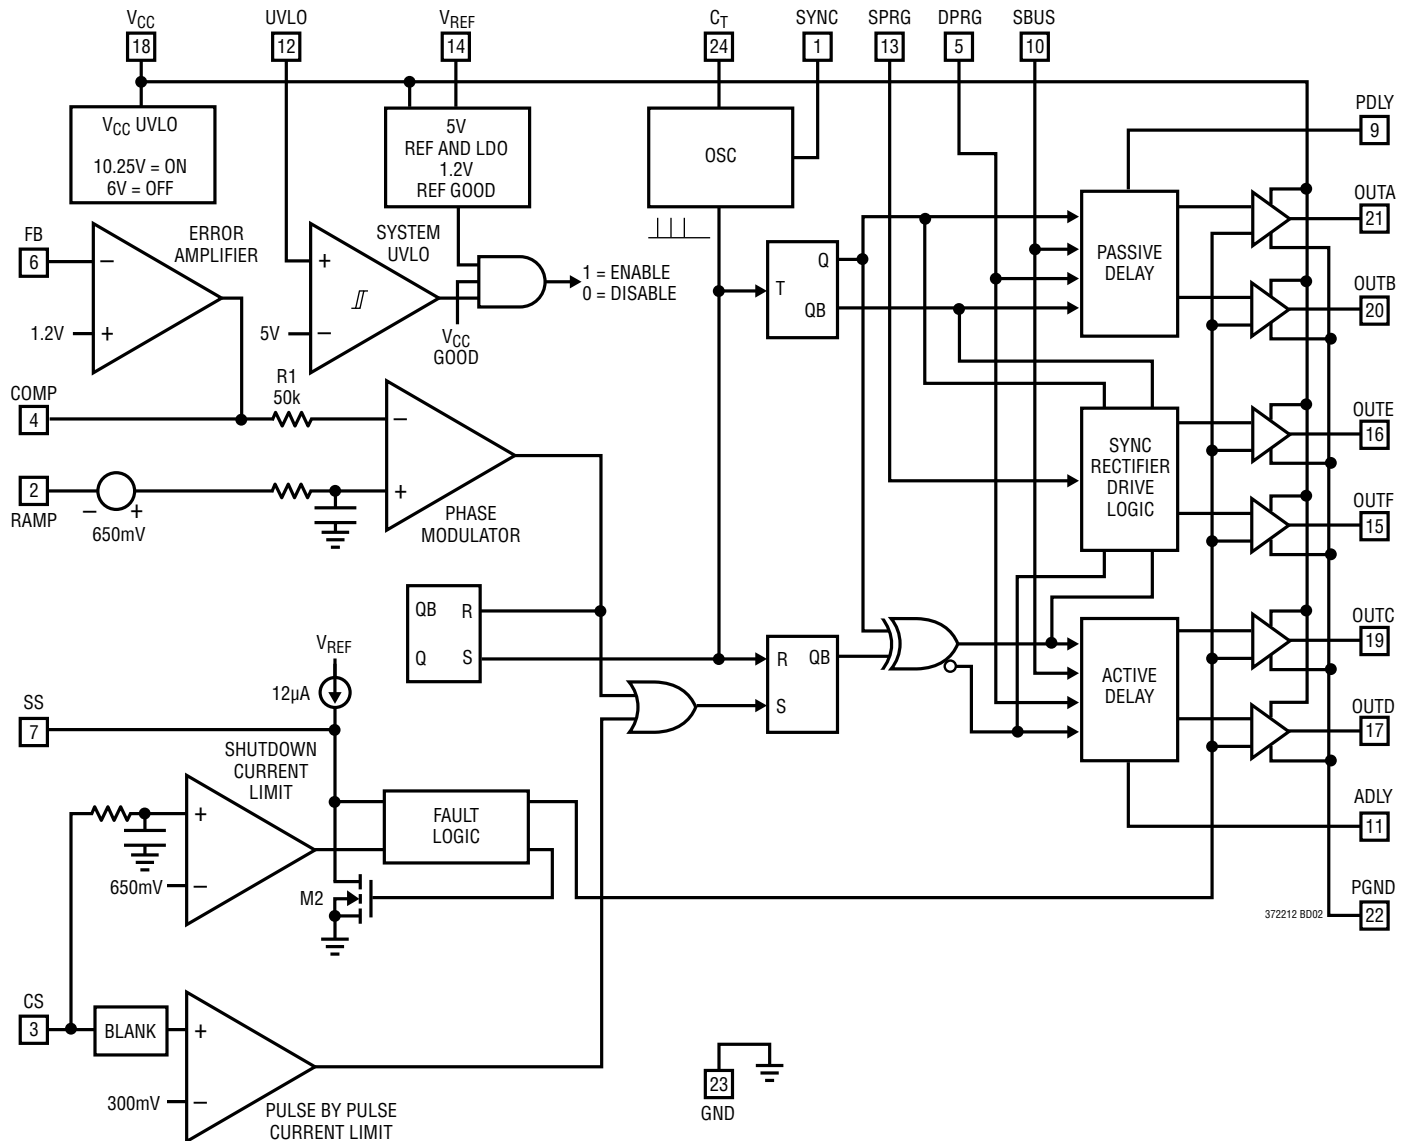 VCC
18
UVLO
12
VREF
14
CT
24
SYNC
1
SPRG
13
DPRG
5
SBUS
10
VCC UVLO
10.25V = ON
6V = OFF
5V
REF AND LDO
1.2V
REF GOOD
OSC
PDLY
9
FB
6
−
1.2V
+
ERROR
AMPLIFIER
+
5V
−
SYSTEM
UVLO
VCC
GOOD
1 = ENABLE
0 = DISABLE
T
Q
QB
PASSIVE
DELAY
OUTA
21
OUTB
20
COMP
4
R1
50k
−
+
PHASE
MODULATOR
2
RAMP
−
+
650mV
SYNC
RECTIFIER
DRIVE
LOGIC
OUTE
16
OUTF
15
QB
R
Q
S
R
QB
S
ACTIVE
DELAY
OUTC
19
OUTD
17
VREF
12µA
SS
7
SHUTDOWN
CURRENT
LIMIT
+
650mV
−
FAULT
LOGIC
M2
ADLY
11
PGND
22
372212 BD02
CS
3
BLANK
+
300mV
−
PULSE BY PULSE
CURRENT LIMIT
23
GND